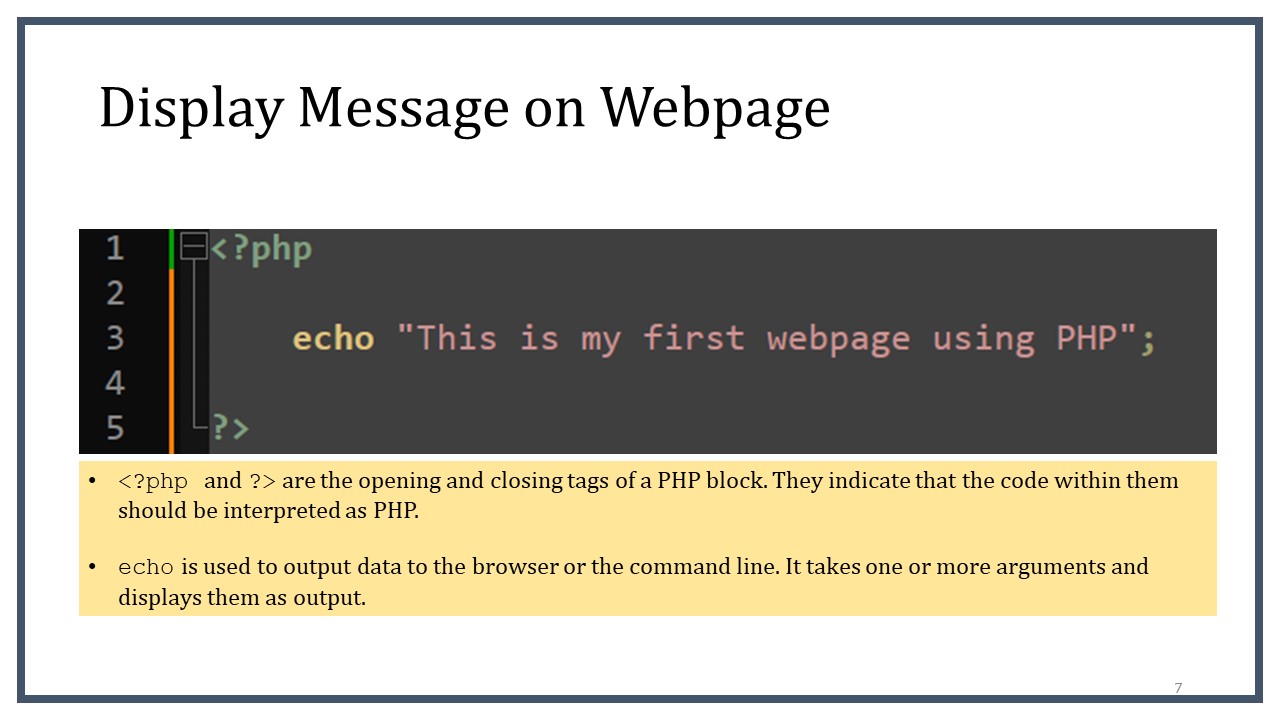 Display Message on Webpage
1 <?php
2
3 echo "This is my first webpage using PHP";
4
5 ?>
• <?php and ?> are the opening and closing tags of a PHP block. They indicate that the code within them
should be interpreted as PHP.
• echo is used to output data to the browser or the command line. It takes one or more arguments and
displays them as output.
7